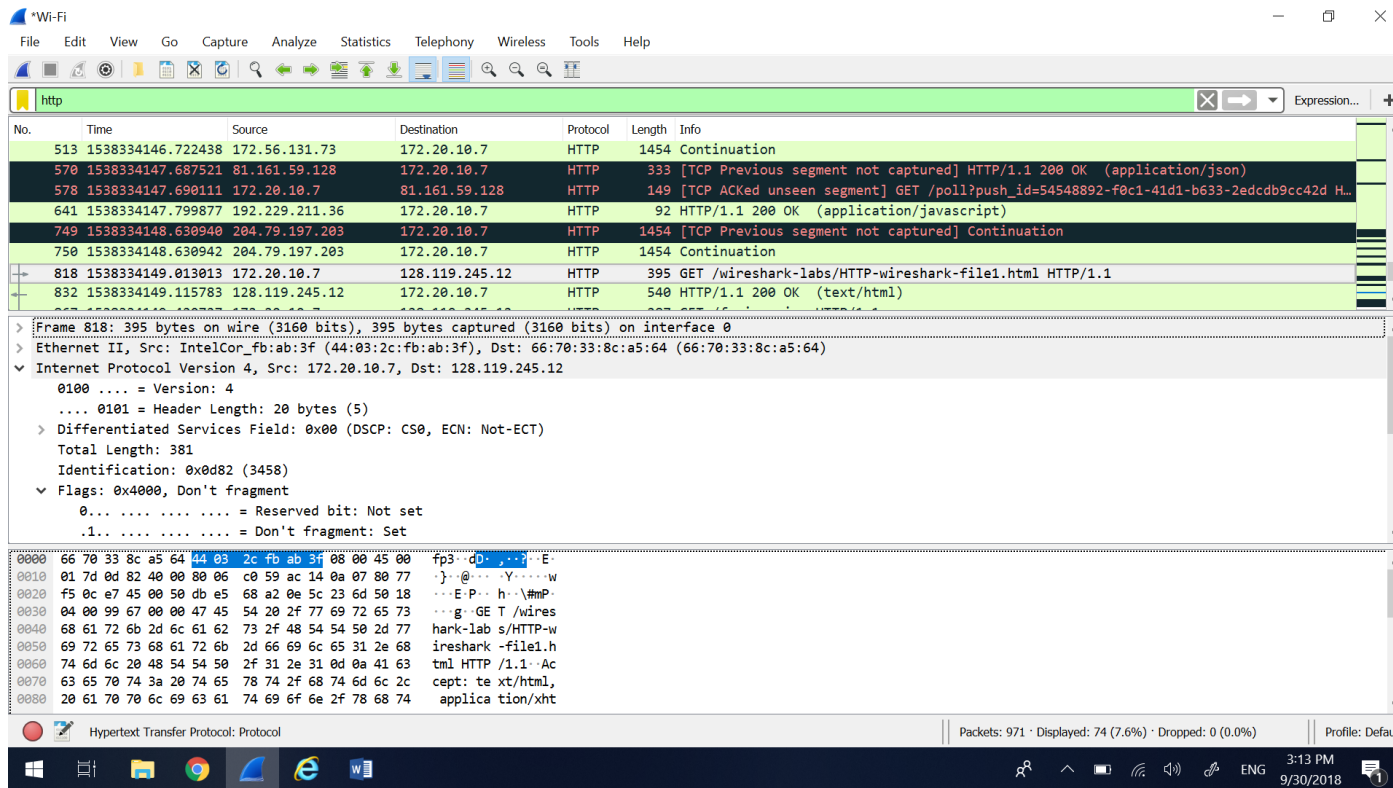 *Wi-Fi
File Edit View Go Capture Analyze Statistics Telephony Wireless Tools Help
http Expression...
No. Time Source Destination Protocol Length Info
513 1538334146.722438 172.56.131.73 172.20.10.7 HTTP 1454 Continuation
570 1538334147.687521 81.161.59.128 172.20.10.7 HTTP 333 [TCP Previous segment not captured] HTTP/1.1 200 OK (application/json)
578 1538334147.690111 172.20.10.7 81.161.59.128 HTTP 149 [TCP ACKed unseen segment] GET /poll?push_id=54548892-f0c1-41d1-b633-2edcdb9cc42d H…
641 1538334147.799877 192.229.211.36 172.20.10.7 HTTP 92 HTTP/1.1 200 OK (application/javascript)
749 1538334148.630940 204.79.197.203 172.20.10.7 HTTP 1454 [TCP Previous segment not captured] Continuation
750 1538334148.630942 204.79.197.203 172.20.10.7 HTTP 1454 Continuation
818 1538334149.013013 172.20.10.7 128.119.245.12 HTTP 395 GET /wireshark-labs/HTTP-wireshark-file1.html HTTP/1.1
832 1538334149.115783 128.119.245.12 172.20.10.7 HTTP 540 HTTP/1.1 200 OK (text/html)
Frame 818: 395 bytes on wire (3160 bits), 395 bytes captured (3160 bits) on interface 0
Ethernet II, Src: IntelCor_fb:ab:3f (44:03:2c:fb:ab:3f), Dst: 66:70:33:8c:a5:64 (66:70:33:8c:a5:64)
Internet Protocol Version 4, Src: 172.20.10.7, Dst: 128.119.245.12
0100 .... = Version: 4
.... 0101 = Header Length: 20 bytes (5)
Differentiated Services Field: 0x00 (DSCP: CS0, ECN: Not-ECT)
Total Length: 381
Identification: 0x0d82 (3458)
Flags: 0x4000, Don't fragment
0... .... .... .... = Reserved bit: Not set
.1.. .... .... .... = Don't fragment: Set
0000 66 70 33 8c a5 64 44 03 2c fb ab 3f 08 00 45 00 fp3··dD· ,··?··E·
0010 01 7d 0d 82 40 00 80 06 c0 59 ac 14 0a 07 80 77 ·}··@··· ·Y·····w
0020 f5 0c e7 45 00 50 db e5 68 a2 0e 5c 23 6d 50 18 ···E·P·· h··\#mP·
0030 04 00 99 67 00 00 47 45 54 20 2f 77 69 72 65 73 ···g··GE T /wires
0040 68 61 72 6b 2d 6c 61 62 73 2f 48 54 54 50 2d 77 hark-lab s/HTTP-w
0050 69 72 65 73 68 61 72 6b 2d 66 69 6c 65 31 2e 68 ireshark -file1.h
0060 74 6d 6c 20 48 54 54 50 2f 31 2e 31 0d 0a 41 63 tml HTTP /1.1··Ac
0070 63 65 70 74 3a 20 74 65 78 74 2f 68 74 6d 6c 2c cept: te xt/html,
0080 20 61 70 70 6c 69 63 61 74 69 6f 6e 2f 78 68 74 applica tion/xht
Hypertext Transfer Protocol: Protocol Packets: 971 · Displayed: 74 (7.6%) · Dropped: 0 (0.0%) Profile: Defau
ENG 3:13 PM
9/30/2018 1